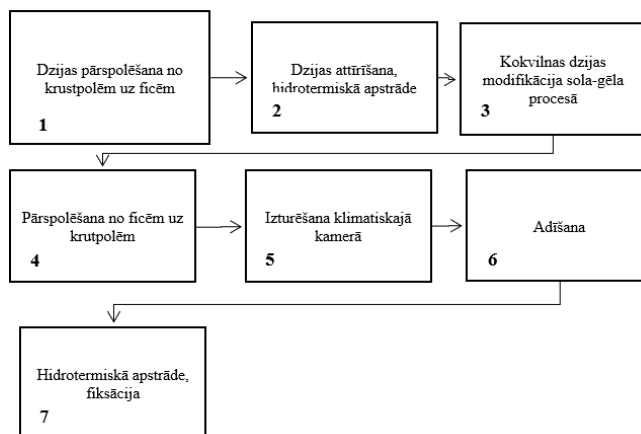 Dzijas pārspolēšana no
krustpolēm uz ficēm
1
Dzijas attīrīšana,
hidrotermiskā apstrāde
2
Kokvilnas dzijas
modifikācija sola-gēla
procesā
3
Pārspolēšana no ficēm uz
krutpolēm
4
Izturēšana klimatiskajā
kamerā
5
Adīšana
6
Hidrotermiskā apstrāde,
fiksācija
7